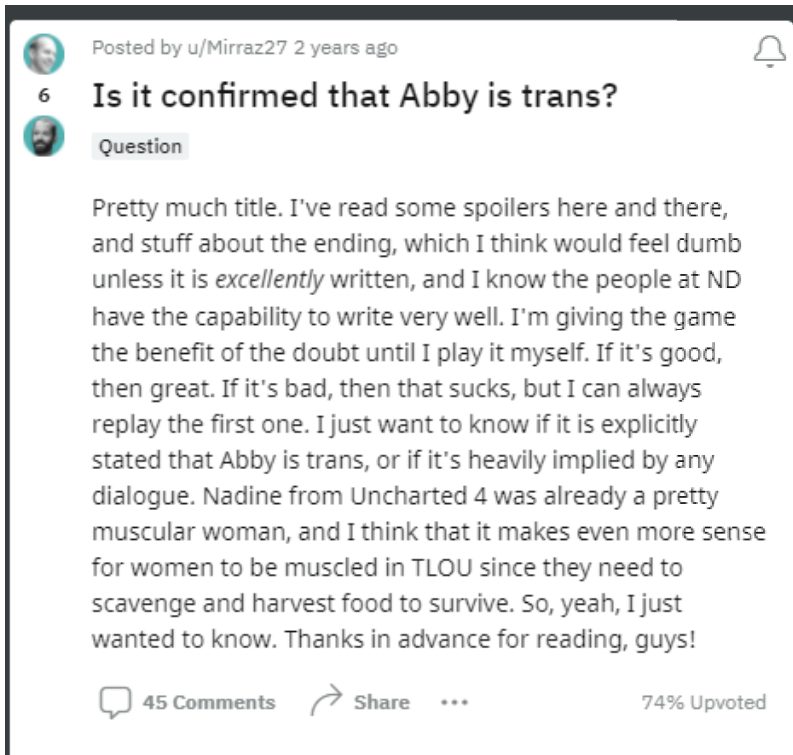 Posted by u/Mirraz27 2 years ago
6
Is it confirmed that Abby is trans?
Question
Pretty much title. I've read some spoilers here and there,
and stuff about the ending, which I think would feel dumb
unless it is excellently written, and I know the people at ND
have the capability to write very well. I'm giving the game
the benefit of the doubt until I play it myself. If it's good,
then great. If it's bad, then that sucks, but I can always
replay the first one. I just want to know if it is explicitly
stated that Abby is trans, or if it's heavily implied by any
dialogue. Nadine from Uncharted 4 was already a pretty
muscular woman, and I think that it makes even more sense
for women to be muscled in TLOU since they need to
scavenge and harvest food to survive. So, yeah, I just
wanted to know. Thanks in advance for reading, guys!
45 Comments Share ••• 74% Upvoted